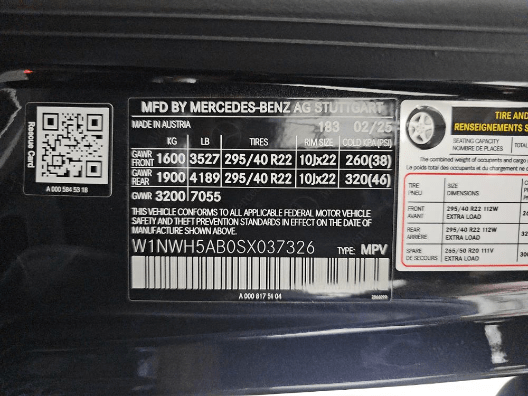 MFD BY MERCEDES-BENZ AG STUTTGART
MADE IN AUSTRIA 183 02/25
KG LB TIRES RIM SIZE COLD KPA(PSI)
GAWR FRONT 1600 3527 295/40 R22 10Jx22 260(38)
GAWR REAR 1900 4189 295/40 R22 10Jx22 320(46)
GVWR 3200 7055
THIS VEHICLE CONFORMS TO ALL APPLICABLE FEDERAL MOTOR VEHICLE
SAFETY AND THEFT PREVENTION STANDARDS IN EFFECT ON THE DATE OF
MANUFACTURE SHOWN ABOVE.
W1NWH5AB0SX037326 TYPE: MPV
A 000 817 51 04
Rescue Card
A 000 584 53 18
TIRE AND
RENSEIGNEMENTS S
SEATING CAPACITY TOTAL
NOMBRE DE PLACES
The combined weight of occupants and cargo
Le poids total des occupants et du charg
TIRE SIZE
PNEU DIMENSIONS
FRONT 295/40 R22 112W
AVANT EXTRA LOAD
REAR 295/40 R22 112W
ARRIÈRE EXTRA LOAD
SPARE 265/50 R20 111V
DE SECOURS EXTRA LOAD